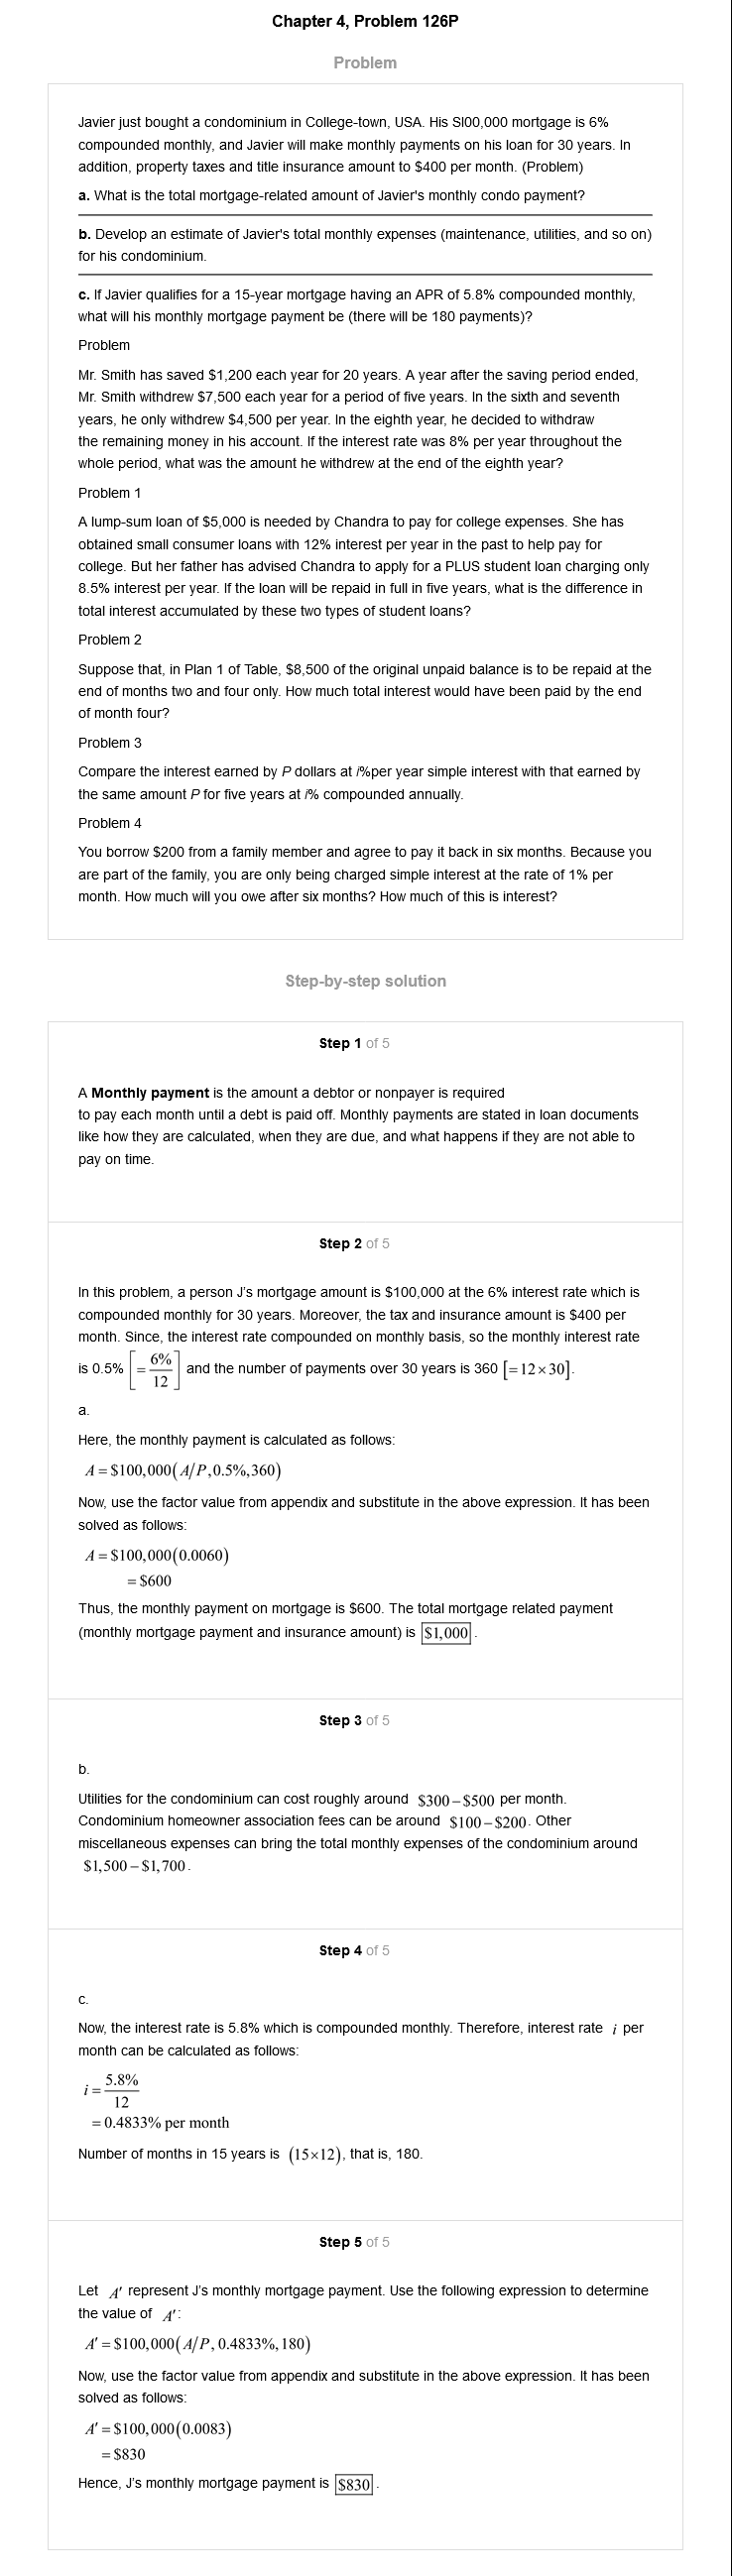 Chapter 4, Problem 126P
Problem
Javier just bought a condominium in College-town, USA. His SI00,000 mortgage is 6%
compounded monthly, and Javier will make monthly payments on his loan for 30 years. In
addition, property taxes and title insurance amount to $400 per month. (Problem)
a. What is the total mortgage-related amount of Javier's monthly condo payment?
b. Develop an estimate of Javier's total monthly expenses (maintenance, utilities, and so on)
for his condominium.
c. If Javier qualifies for a 15-year mortgage having an APR of 5.8% compounded monthly,
what will his monthly mortgage payment be (there will be 180 payments)?
Problem
Mr. Smith has saved $1,200 each year for 20 years. A year after the saving period ended,
Mr. Smith withdrew $7,500 each year for a period of five years. In the sixth and seventh
years, he only withdrew $4,500 per year. In the eighth year, he decided to withdraw
the remaining money in his account. If the interest rate was 8% per year throughout the
whole period, what was the amount he withdrew at the end of the eighth year?
Problem 1
A lump-sum loan of $5,000 is needed by Chandra to pay for college expenses. She has
obtained small consumer loans with 12% interest per year in the past to help pay for
college. But her father has advised Chandra to apply for a PLUS student loan charging only
8.5% interest per year. If the loan will be repaid in full in five years, what is the difference in
total interest accumulated by these two types of student loans?
Problem 2
Suppose that, in Plan 1 of Table, $8,500 of the original unpaid balance is to be repaid at the
end of months two and four only. How much total interest would have been paid by the end
of month four?
Problem 3
Compare the interest earned by P dollars at i%per year simple interest with that earned by
the same amount P for five years at i% compounded annually.
Problem 4
You borrow $200 from a family member and agree to pay it back in six months. Because you
are part of the family, you are only being charged simple interest at the rate of 1% per
month. How much will you owe after six months? How much of this is interest?
Step-by-step solution
Step 1 of 5
A Monthly payment is the amount a debtor or nonpayer is required
to pay each month until a debt is paid off. Monthly payments are stated in loan documents
like how they are calculated, when they are due, and what happens if they are not able to
pay on time.
Step 2 of 5
In this problem, a person J's mortgage amount is $100,000 at the 6% interest rate which is
compounded monthly for 30 years. Moreover, the tax and insurance amount is $400 per
month. Since, the interest rate compounded on monthly basis, so the monthly interest rate
is 0.5% [= 6%/12] and the number of payments over 30 years is 360 [=12×30].
a.
Here, the monthly payment is calculated as follows:
A = $100,000(A/P,0.5%,360)
Now, use the factor value from appendix and substitute in the above expression. It has been
solved as follows:
A = $100,000(0.0060)
= $600
Thus, the monthly payment on mortgage is $600. The total mortgage related payment
(monthly mortgage payment and insurance amount) is $1,000.
Step 3 of 5
b.
Utilities for the condominium can cost roughly around $300 – $500 per month.
Condominium homeowner association fees can be around $100 – $200. Other
miscellaneous expenses can bring the total monthly expenses of the condominium around
$1,500 – $1,700.
Step 4 of 5
c.
Now, the interest rate is 5.8% which is compounded monthly. Therefore, interest rate i per
month can be calculated as follows:
i = 5.8%/12
= 0.4833% per month
Number of months in 15 years is (15×12), that is, 180.
Step 5 of 5
Let A′ represent J's monthly mortgage payment. Use the following expression to determine
the value of A′:
A′ = $100,000(A/P, 0.4833%, 180)
Now, use the factor value from appendix and substitute in the above expression. It has been
solved as follows:
A′ = $100,000(0.0083)
= $830
Hence, J's monthly mortgage payment is $830.